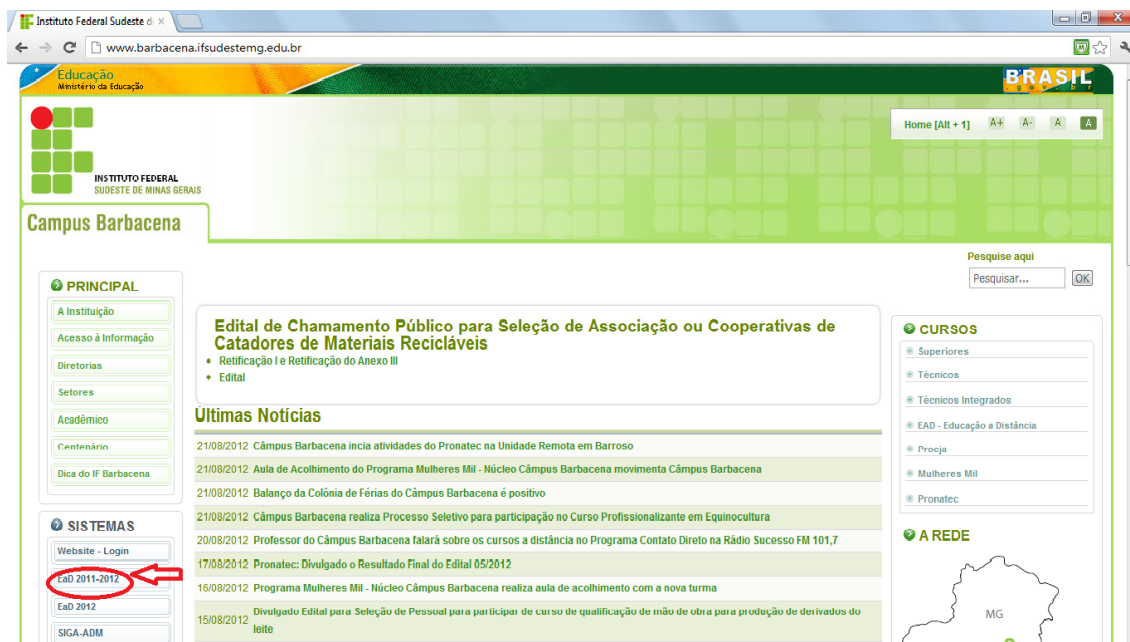 Instituto Federal Sudeste d
www.barbacena.ifsudestemg.edu.br
Educação
Ministério da Educação
BRASIL
.gov.br
Home [Alt + 1] A+ A- A A
INSTITUTO FEDERAL
SUDESTE DE MINAS GERAIS
Campus Barbacena
Pesquise aqui
Pesquisar... OK
PRINCIPAL
A Instituição
Acesso à Informação
Diretorias
Setores
Acadêmico
Centenário
Dica do IF Barbacena
SISTEMAS
Website - Login
EaD 2011-2012
EaD 2012
SIGA-ADM
Edital de Chamamento Público para Seleção de Associação ou Cooperativas de
Catadores de Materiais Recicláveis
Retificação I e Retificação do Anexo III
Edital
Últimas Notícias
21/08/2012 Câmpus Barbacena incia atividades do Pronatec na Unidade Remota em Barroso
21/08/2012 Aula de Acolhimento do Programa Mulheres Mil - Núcleo Câmpus Barbacena movimenta Câmpus Barbacena
21/08/2012 Balanço da Colônia de Férias do Câmpus Barbacena é positivo
21/08/2012 Câmpus Barbacena realiza Processo Seletivo para participação no Curso Profissionalizante em Equinocultura
20/08/2012 Professor do Câmpus Barbacena falará sobre os cursos a distância no Programa Contato Direto na Rádio Sucesso FM 101,7
17/08/2012 Pronatec: Divulgado o Resultado Final do Edital 05/2012
16/08/2012 Programa Mulheres Mil - Núcleo Câmpus Barbacena realiza aula de acolhimento com a nova turma
15/08/2012 Divulgado Edital para Seleção de Pessoal para participar de curso de qualificação de mão de obra para produção de derivados do
leite
CURSOS
Superiores
Técnicos
Técnicos Integrados
EAD - Educação a Distância
Proeja
Mulheres Mil
Pronatec
A REDE
MG